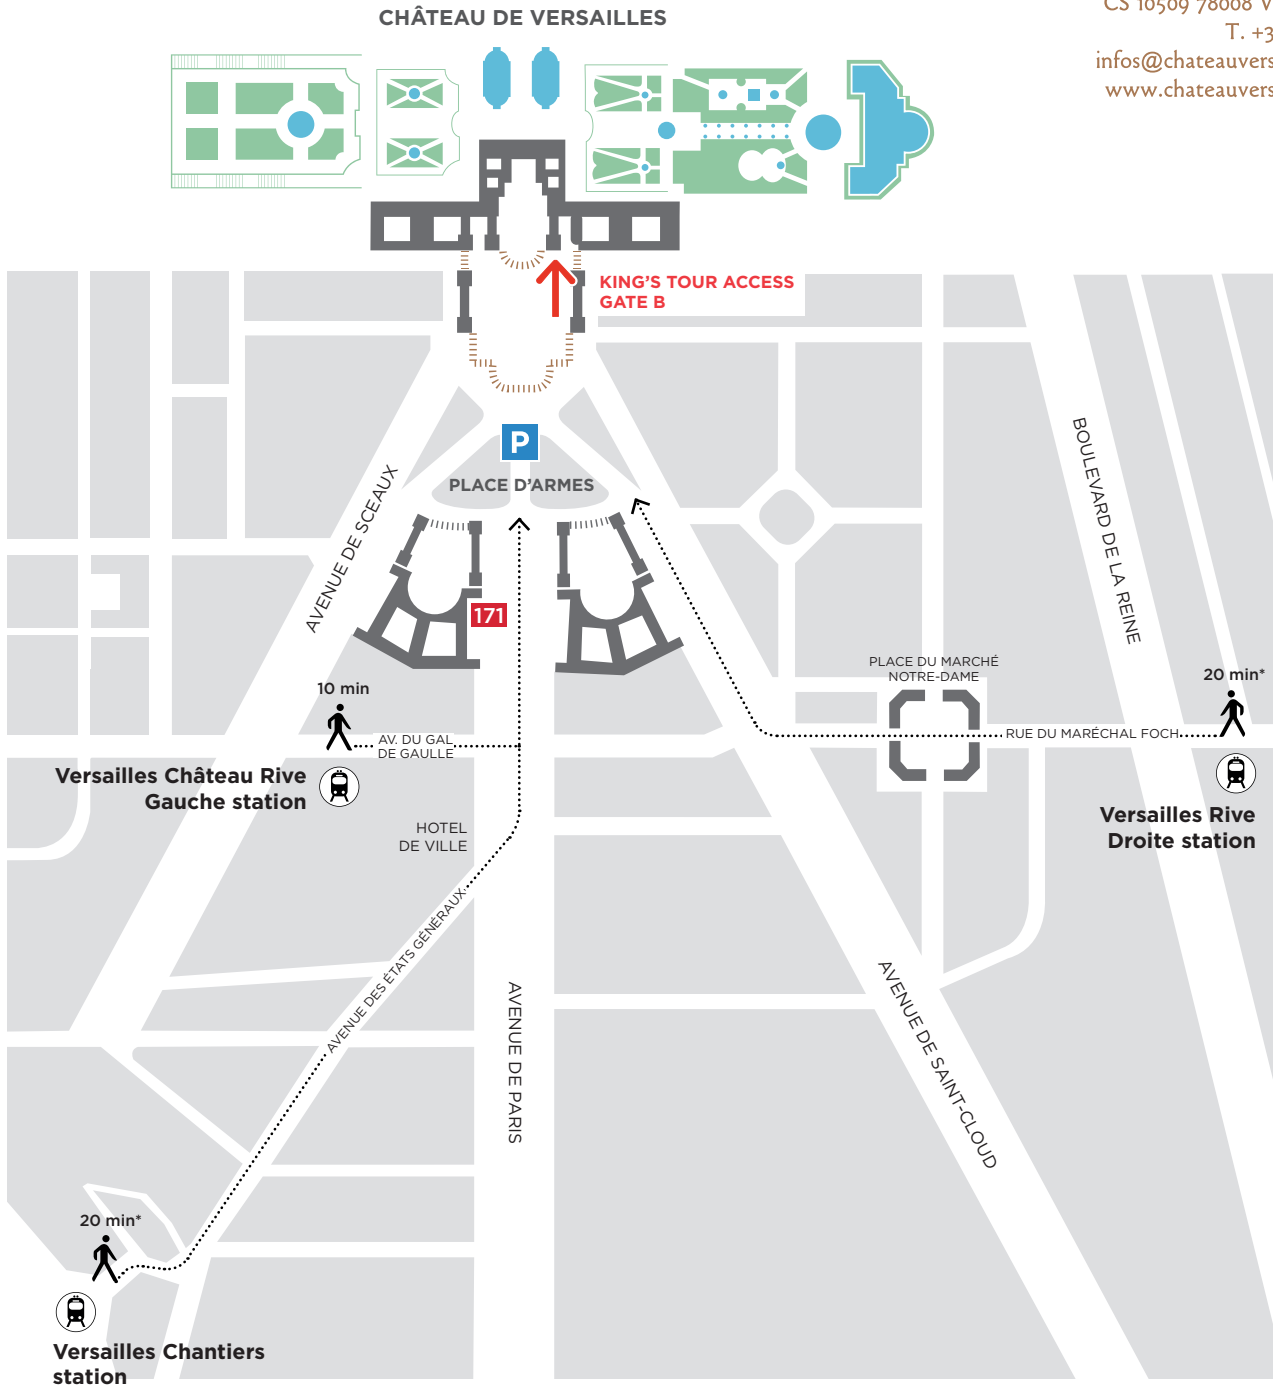 CHÂTEAU DE VERSAILLES
CS 10509 78008 V
T. +3
infos@chateauvers
www.chateauvers
KING'S TOUR ACCESS
GATE B
P
PLACE D'ARMES
AVENUE DE SCEAUX
BOULEVARD DE LA REINE
171
PLACE DU MARCHÉ
NOTRE-DAME
10 min
20 min*
AV. DU GAL
DE GAULLE
RUE DU MARÉCHAL FOCH
Versailles Château Rive
Gauche station
Versailles Rive
Droite station
HOTEL
DE VILLE
AVENUE DES ÉTATS GÉNÉRAUX
AVENUE DE PARIS
AVENUE DE SAINT-CLOUD
20 min*
Versailles Chantiers
station